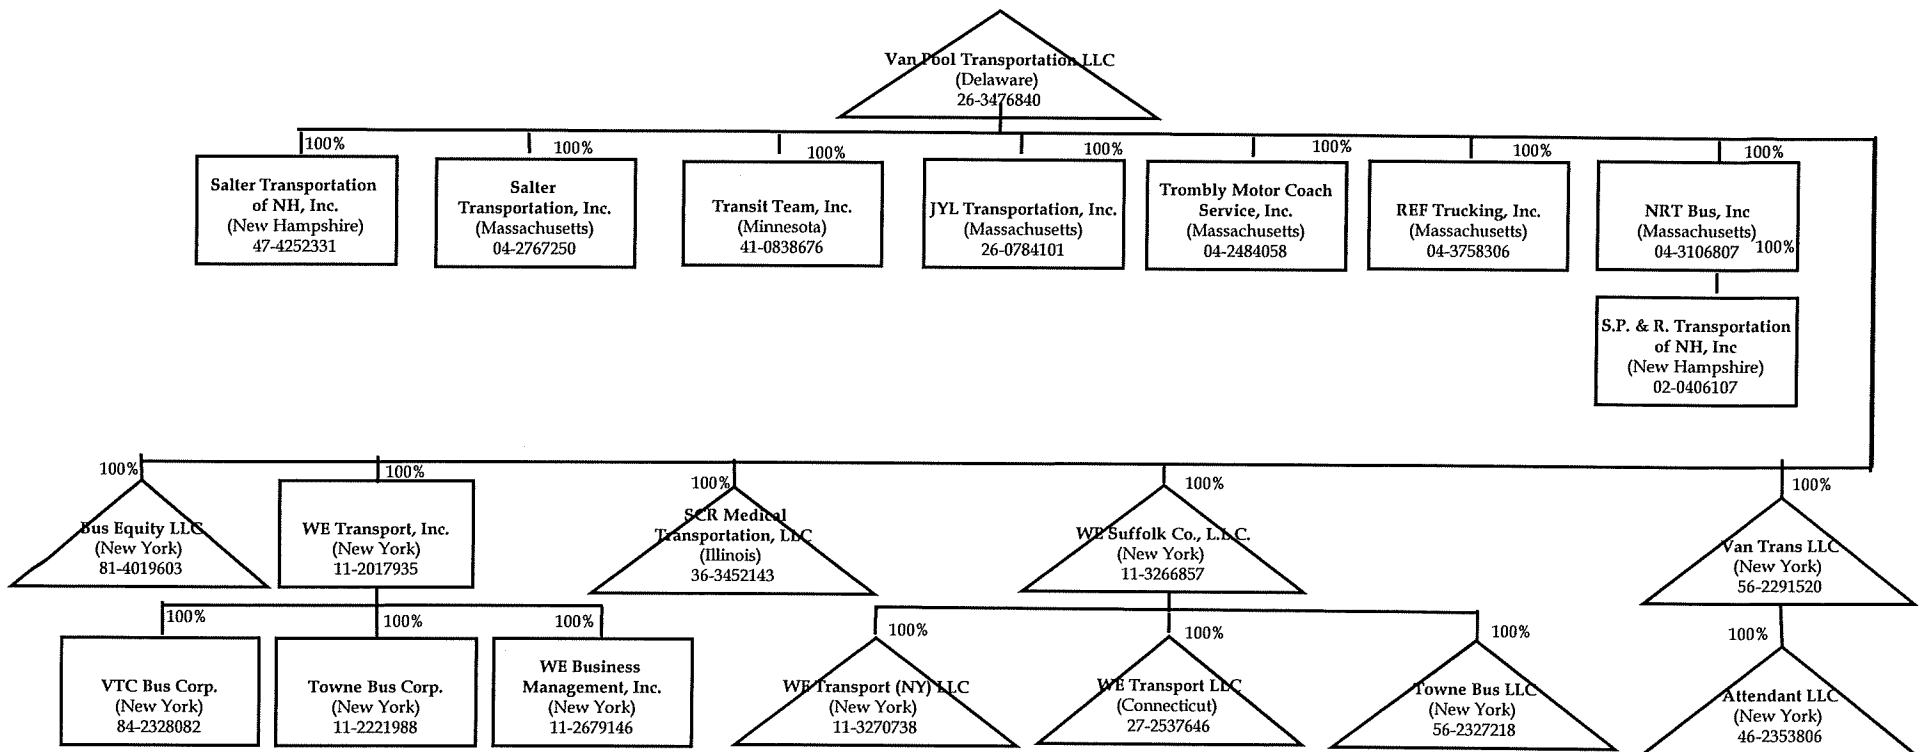 Van Pool Transportation LLC
(Delaware)
26-3476840
100%
Salter Transportation
of NH, Inc.
(New Hampshire)
47-4252331
100%
Salter
Transportation, Inc.
(Massachusetts)
04-2767250
100%
Transit Team, Inc.
(Minnesota)
41-0838676
100%
JYL Transportation, Inc.
(Massachusetts)
26-0784101
100%
Trombly Motor Coach
Service, Inc.
(Massachusetts)
04-2484058
100%
REF Trucking, Inc.
(Massachusetts)
04-3758306
100%
NRT Bus, Inc
(Massachusetts)
04-3106807
100%
S.P. & R. Transportation
of NH, Inc
(New Hampshire)
02-0406107
100%
Bus Equity LLC
(New York)
81-4019603
100%
WE Transport, Inc.
(New York)
11-2017935
100%
SCR Medical
Transportation, LLC
(Illinois)
36-3452143
100%
WE Suffolk Co., L.L.C.
(New York)
11-3266857
100%
Van Trans LLC
(New York)
56-2291520
100%
VTC Bus Corp.
(New York)
84-2328082
100%
Towne Bus Corp.
(New York)
11-2221988
100%
WE Business
Management, Inc.
(New York)
11-2679146
100%
WE Transport (NY) LLC
(New York)
11-3270738
100%
WE Transport LLC
(Connecticut)
27-2537646
100%
Towne Bus LLC
(New York)
56-2327218
100%
Attendant LLC
(New York)
46-2353806